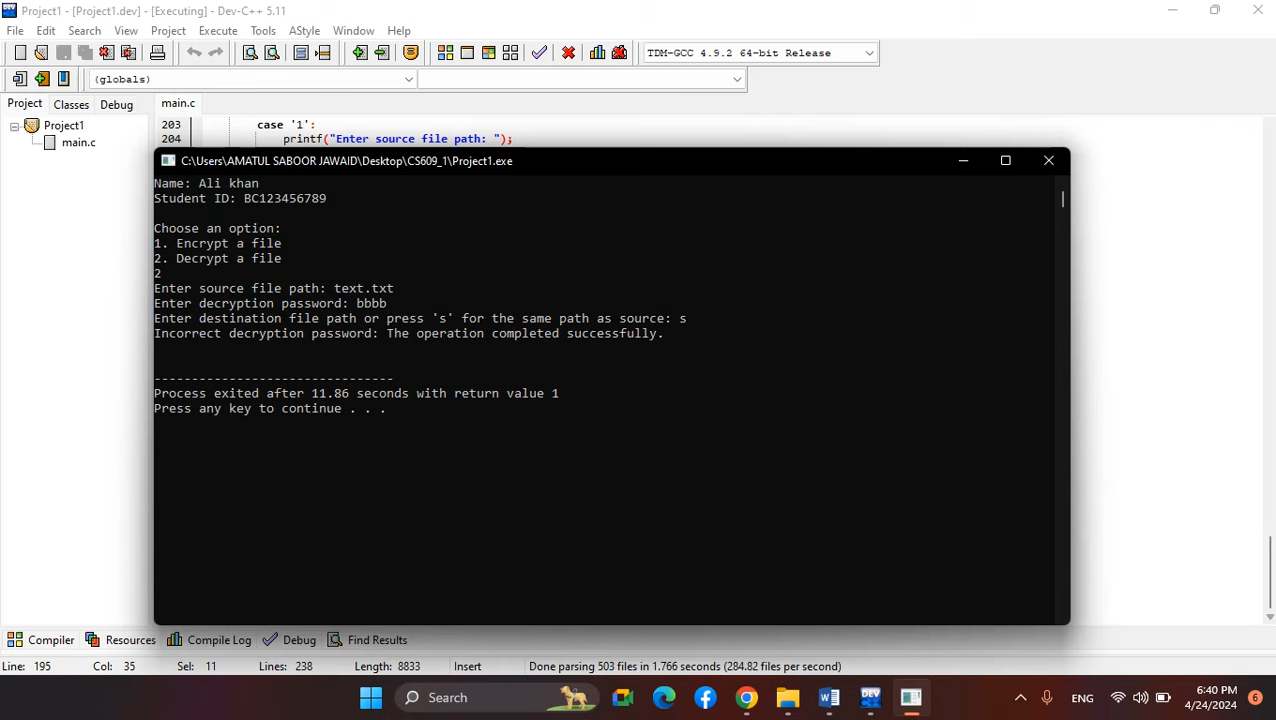 Project1 - [Project1.dev] - [Executing] - Dev-C++ 5.11
File Edit Search View Project Execute Tools AStyle Window Help
TDM-GCC 4.9.2 64-bit Release
(globals)
Project Classes Debug main.c
Project1
main.c
203 case '1':
204 printf("Enter source file path: ");
C:\Users\AMATUL SABOOR JAWAID\Desktop\CS609_1\Project1.exe
Name: Ali khan
Student ID: BC123456789
Choose an option:
1. Encrypt a file
2. Decrypt a file
2
Enter source file path: text.txt
Enter decryption password: bbbb
Enter destination file path or press 's' for the same path as source: s
Incorrect decryption password: The operation completed successfully.
--------------------------------
Process exited after 11.86 seconds with return value 1
Press any key to continue . . .
Compiler Resources Compile Log Debug Find Results
Line: 195 Col: 35 Sel: 11 Lines: 238 Length: 8833 Insert Done parsing 503 files in 1.766 seconds (284.82 files per second)
Search DEV ENG 6:40 PM 6
4/24/2024